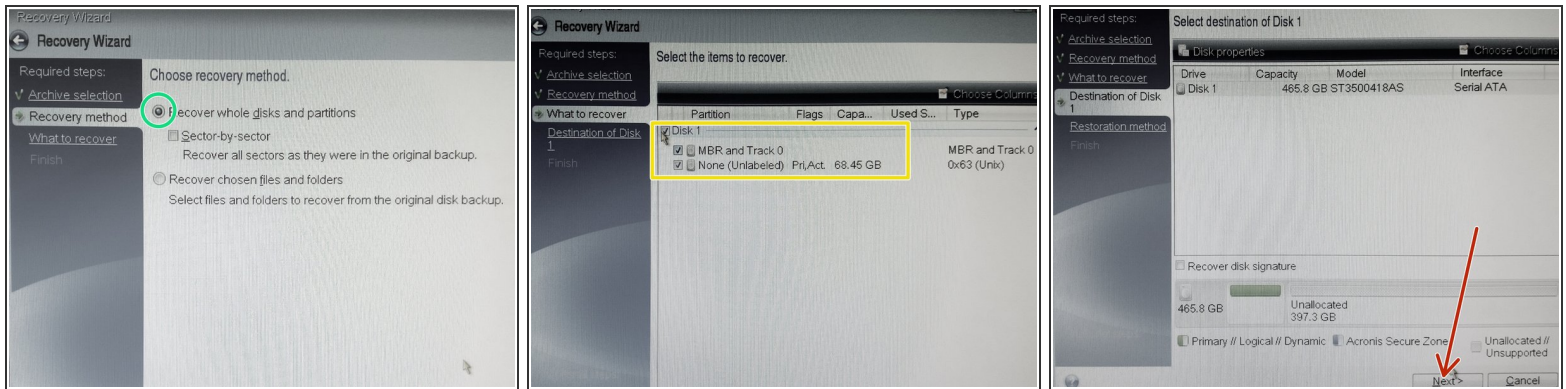 Recovery Wizard
Recovery Wizard
Required steps:
Archive selection
Recovery method
What to recover
Finish
Choose recovery method.
Recover whole disks and partitions
Sector-by-sector
Recover all sectors as they were in the original backup.
Recover chosen files and folders
Select files and folders to recover from the original disk backup.
Recovery Wizard
Required steps:
Archive selection
Recovery method
What to recover
Destination of Disk
1
Finish
Select the items to recover.
Choose Columns
Partition Flags Capa... Used S... Type
Disk 1
MBR and Track 0 MBR and Track 0
None (Unlabeled) Pri,Act. 68.45 GB 0x63 (Unix)
Required steps:
Archive selection
Recovery method
What to recover
Destination of Disk
1
Restoration method
Finish
Select destination of Disk 1
Disk properties Choose Columns
Drive Capacity Model Interface
Disk 1 465.8 GB ST3500418AS Serial ATA
Recover disk signature
465.8 GB
Unallocated
397.3 GB
Primary // Logical // Dynamic Acronis Secure Zone Unallocated //
Unsupported
Next > Cancel